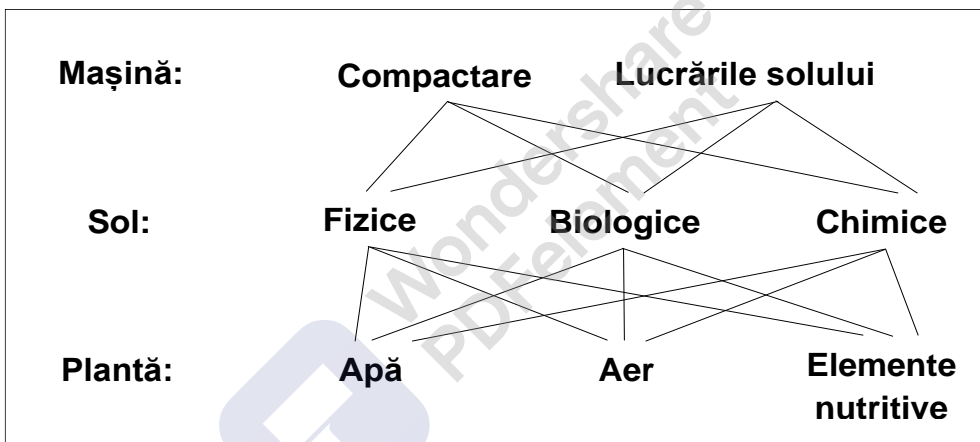 Mașină: Compactare Lucrările solului
Sol: Fizice Biologice Chimice
Plantă: Apă Aer Elemente
nutritive
Wondershare
PDFelement